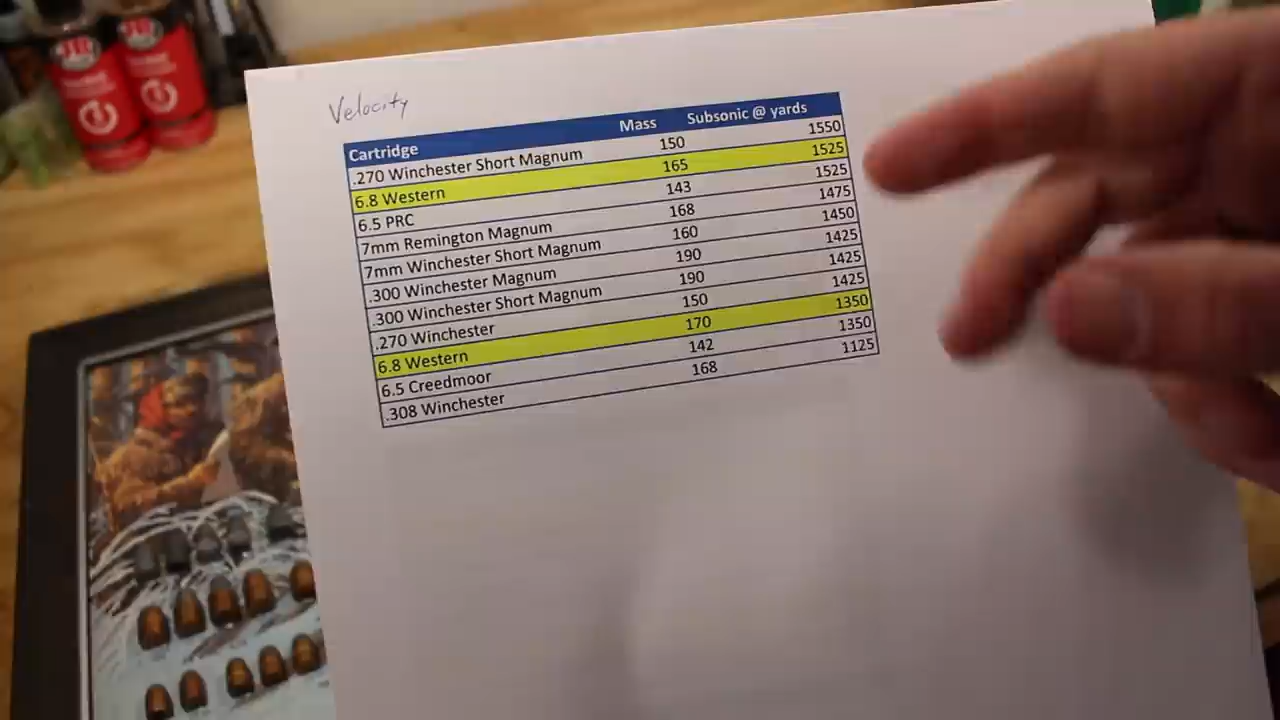 JB
JB
Velocity
Cartridge Mass Subsonic @ yards
.270 Winchester Short Magnum 150 1550
6.8 Western 165 1525
6.5 PRC 143 1525
7mm Remington Magnum 168 1475
7mm Winchester Short Magnum 160 1450
.300 Winchester Magnum 190 1425
.300 Winchester Short Magnum 190 1425
.270 Winchester 150 1425
6.8 Western 170 1350
6.5 Creedmoor 142 1350
.308 Winchester 168 1125